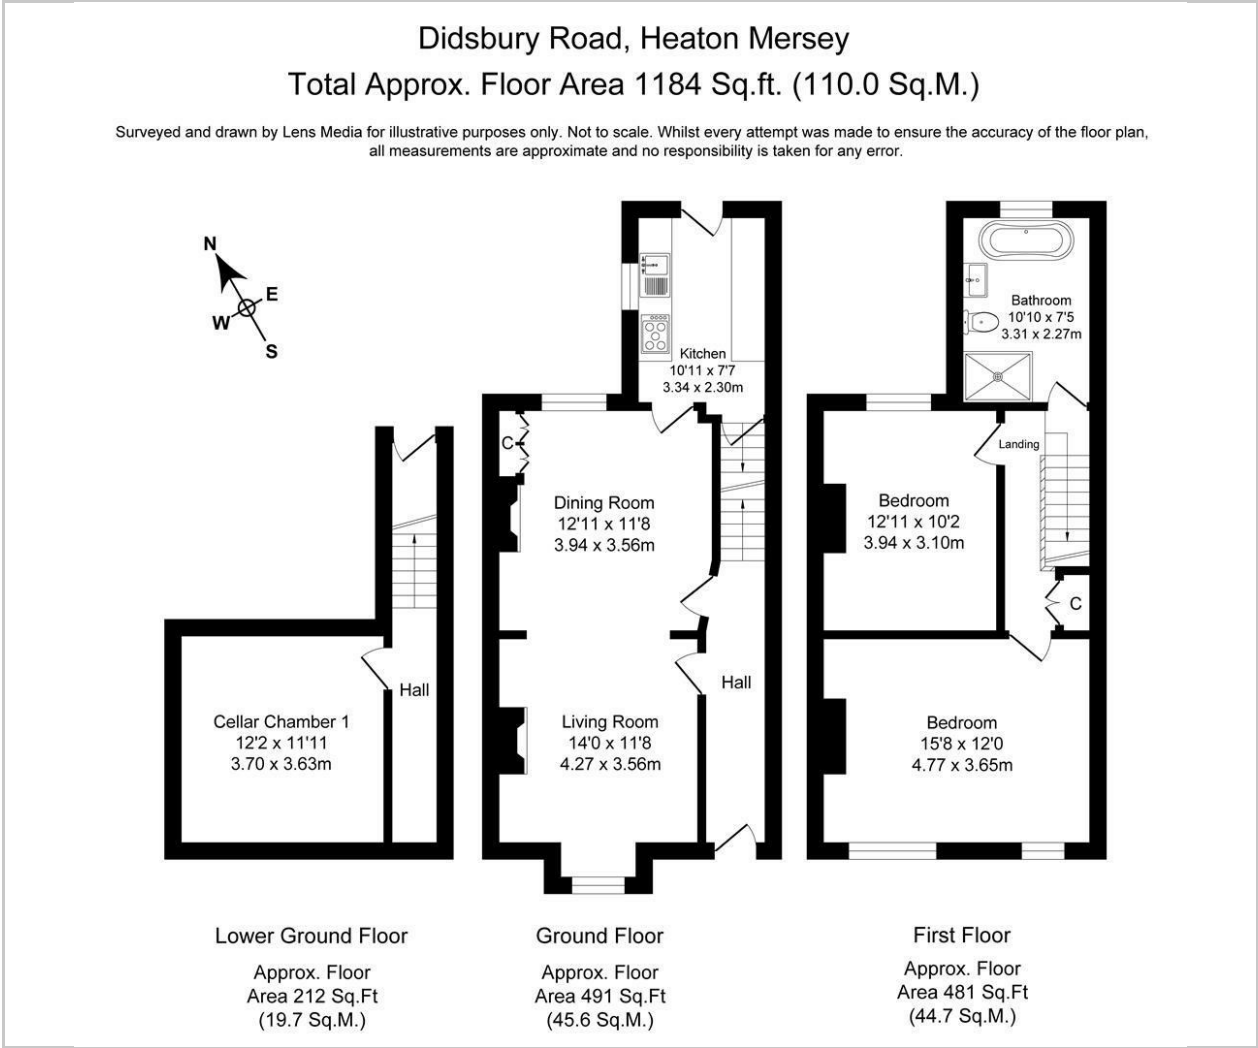 Didsbury Road, Heaton Mersey
Total Approx. Floor Area 1184 Sq.ft. (110.0 Sq.M.)
Surveyed and drawn by Lens Media for illustrative purposes only. Not to scale. Whilst every attempt was made to ensure the accuracy of the floor plan,
all measurements are approximate and no responsibility is taken for any error.
N
E
W
S
Hall
Cellar Chamber 1
12'2 x 11'11
3.70 x 3.63m
Lower Ground Floor
Approx. Floor
Area 212 Sq.Ft
(19.7 Sq.M.)
Kitchen
10'11 x 7'7
3.34 x 2.30m
C
Dining Room
12'11 x 11'8
3.94 x 3.56m
Hall
Living Room
14'0 x 11'8
4.27 x 3.56m
Ground Floor
Approx. Floor
Area 491 Sq.Ft
(45.6 Sq.M.)
Bathroom
10'10 x 7'5
3.31 x 2.27m
Landing
Bedroom
12'11 x 10'2
3.94 x 3.10m
C
Bedroom
15'8 x 12'0
4.77 x 3.65m
First Floor
Approx. Floor
Area 481 Sq.Ft
(44.7 Sq.M.)